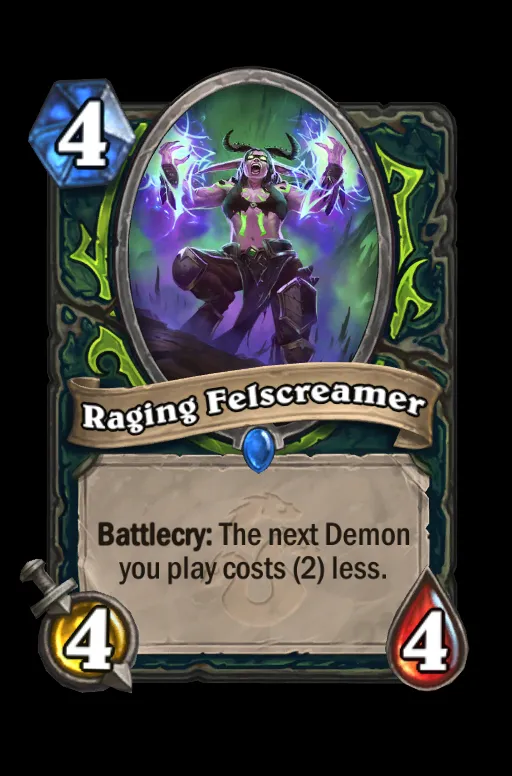 4
Raging Felscreamer
Battlecry: The next Demon
you play costs (2) less.
4
4